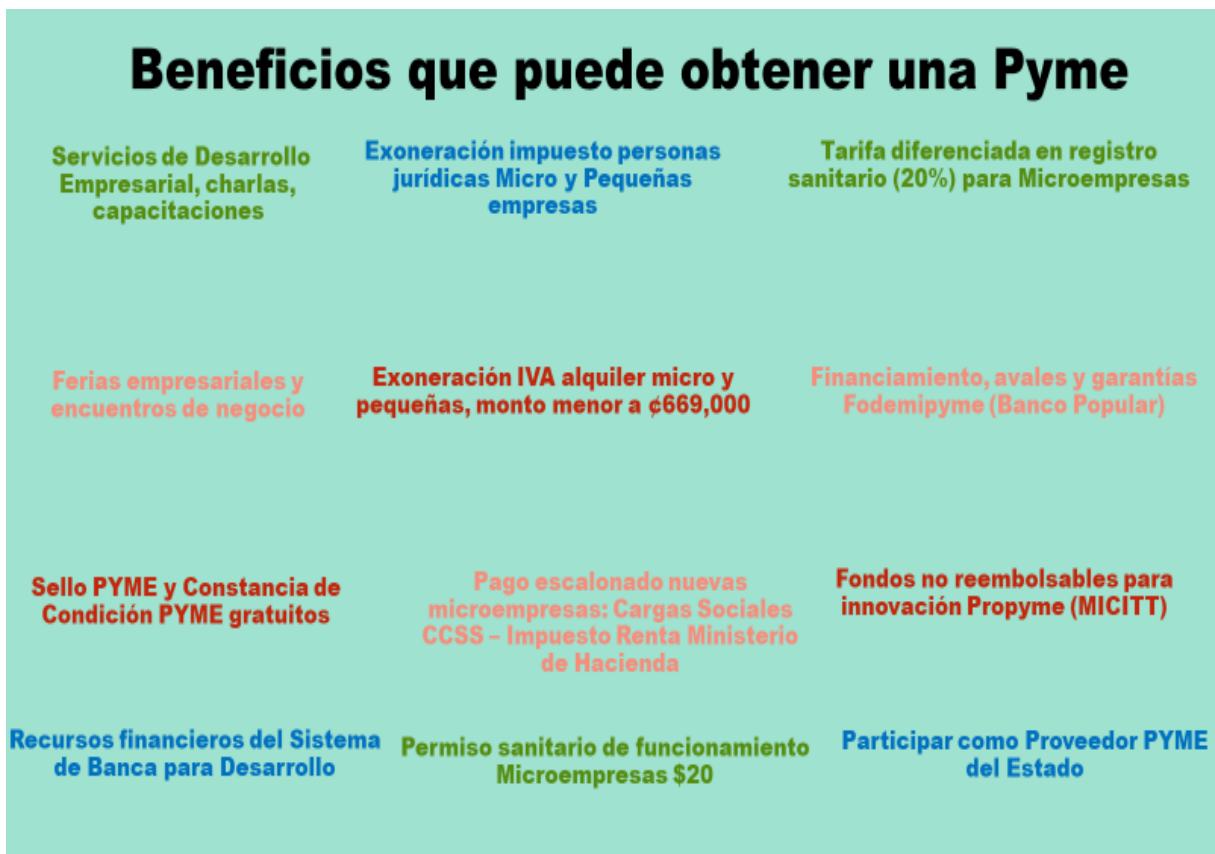 Beneficios que puede obtener una Pyme
Servicios de Desarrollo
Empresarial, charlas,
capacitaciones
Exoneración impuesto personas
jurídicas Micro y Pequeñas
empresas
Tarifa diferenciada en registro
sanitario (20%) para Microempresas
Ferias empresariales y
encuentros de negocio
Exoneración IVA alquiler micro y
pequeñas, monto menor a ¢669,000
Financiamiento, avales y garantías
Fodemipyme (Banco Popular)
Sello PYME y Constancia de
Condición PYME gratuitos
Pago escalonado nuevas
microempresas: Cargas Sociales
CCSS – Impuesto Renta Ministerio
de Hacienda
Fondos no reembolsables para
innovación Propyme (MICITT)
Recursos financieros del Sistema
de Banca para Desarrollo
Permiso sanitario de funcionamiento
Microempresas $20
Participar como Proveedor PYME
del Estado